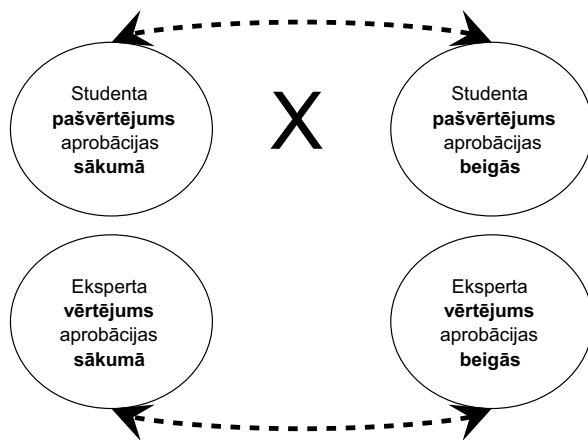 Studenta
pašvērtējums
aprobācijas
sākumā
X
Studenta
pašvērtējums
aprobācijas
beigās
Eksperta
vērtējums
aprobācijas
sākumā
Eksperta
vērtējums
aprobācijas
beigās